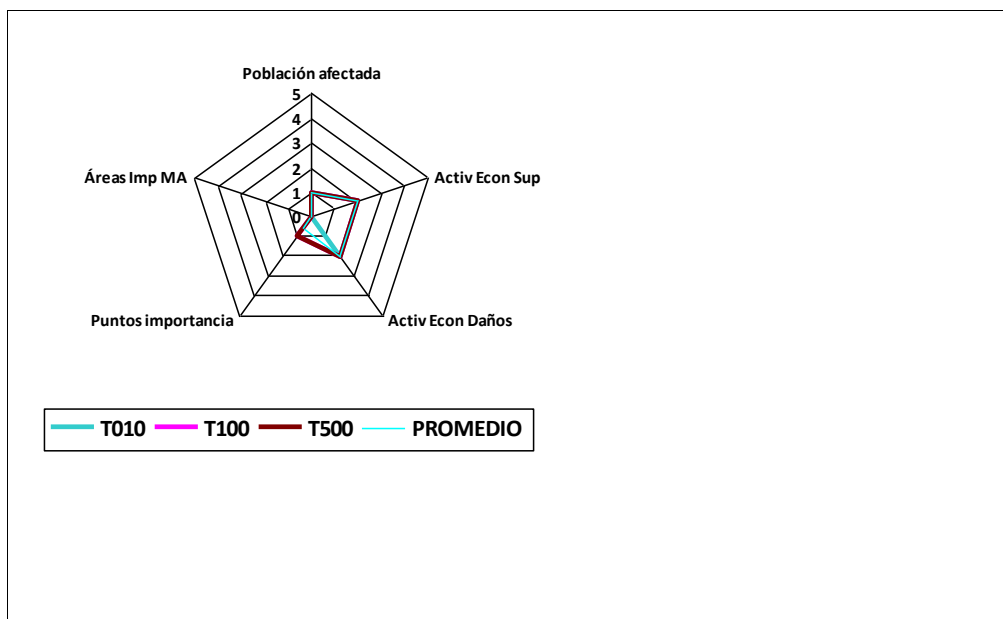 Población afectada
5
4
3
2
1
0
Áreas Imp MA
Activ Econ Sup
Puntos importancia
Activ Econ Daños
T010 T100 T500 PROMEDIO